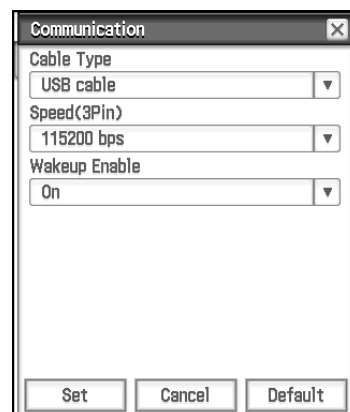 Communication
Cable Type
USB cable
Speed(3Pin)
115200 bps
Wakeup Enable
On
Set Cancel Default